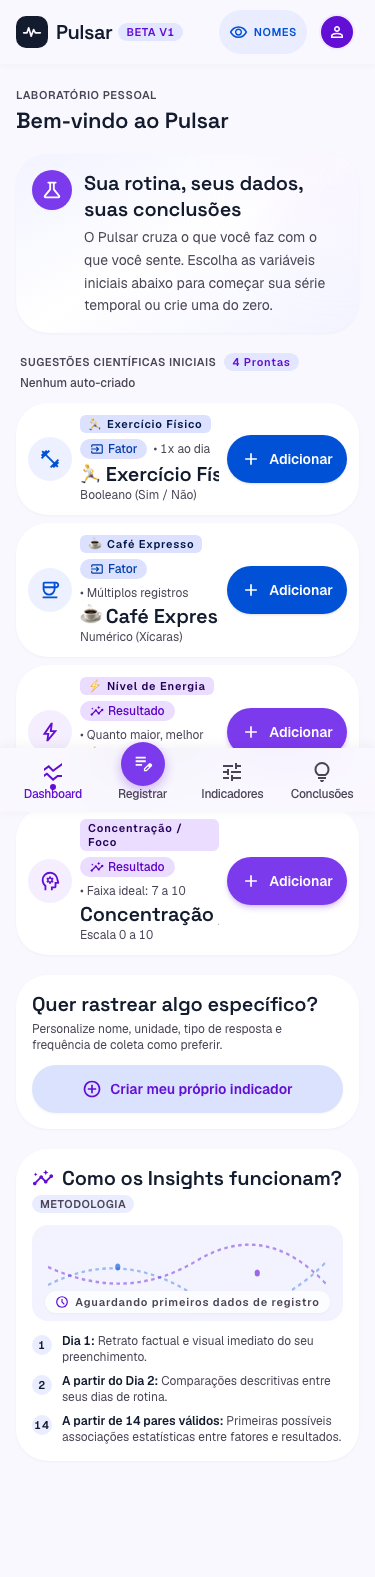 Pulsar BETA V1 NOMES
LABORATÓRIO PESSOAL
Bem-vindo ao Pulsar
Sua rotina, seus dados,
suas conclusões
O Pulsar cruza o que você faz com o
que você sente. Escolha as variáveis
iniciais abaixo para começar sua série
temporal ou crie uma do zero.
SUGESTÕES CIENTÍFICAS INICIAIS 4 Prontas
Nenhum auto-criado
Exercício Físico
Fator • 1x ao dia
Exercício Fís
Booleano (Sim / Não)
Adicionar
Café Expresso
Fator
• Múltiplos registros
Café Expres
Numérico (Xícaras)
Adicionar
Nível de Energia
Resultado
• Quanto maior, melhor
Adicionar
Dashboard
Registrar
Indicadores
Conclusões
Concentração /
Foco
Resultado
• Faixa ideal: 7 a 10
Concentração
Escala 0 a 10
Adicionar
Quer rastrear algo específico?
Personalize nome, unidade, tipo de resposta e
frequência de coleta como preferir.
Criar meu próprio indicador
Como os Insights funcionam?
METODOLOGIA
Aguardando primeiros dados de registro
1 Dia 1: Retrato factual e visual imediato do seu
preenchimento.
2 A partir do Dia 2: Comparações descritivas entre
seus dias de rotina.
14 A partir de 14 pares válidos: Primeiras possíveis
associações estatísticas entre fatores e resultados.